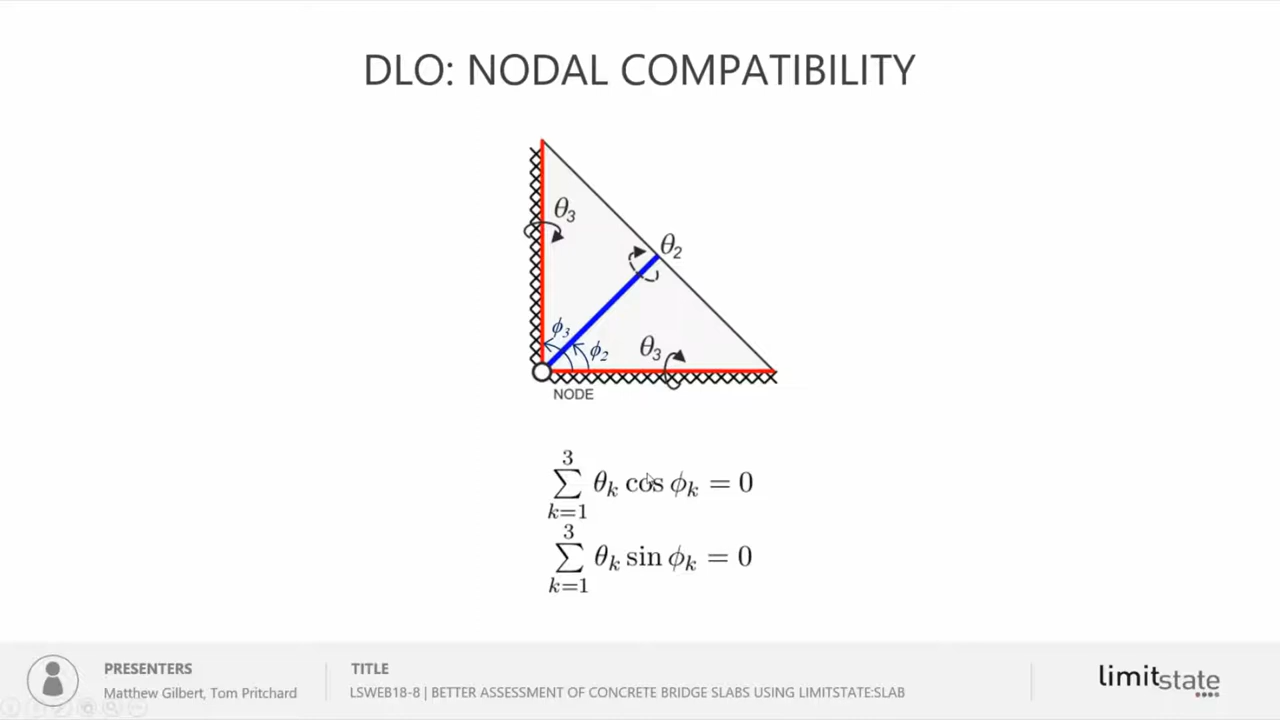 DLO: NODAL COMPATIBILITY
θ3
θ2
ϕ3
ϕ2
θ3
NODE
3
∑ θk cos ϕk = 0
k=1
3
∑ θk sin ϕk = 0
k=1
PRESENTERS
Matthew Gilbert, Tom Pritchard
TITLE
LSWEB18-8 | BETTER ASSESSMENT OF CONCRETE BRIDGE SLABS USING LIMITSTATE:SLAB
limitstate